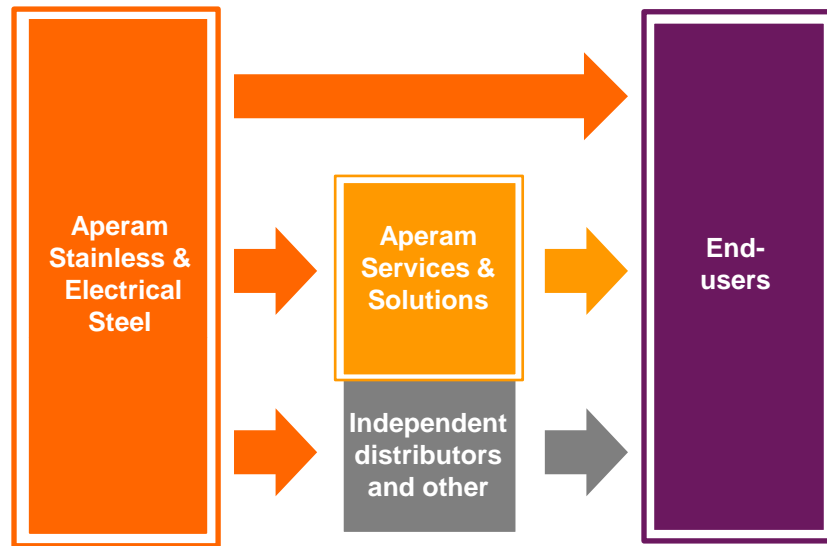 Aperam
Stainless &
Electrical
Steel
Aperam
Services &
Solutions
Independent
distributors
and other
End-
users